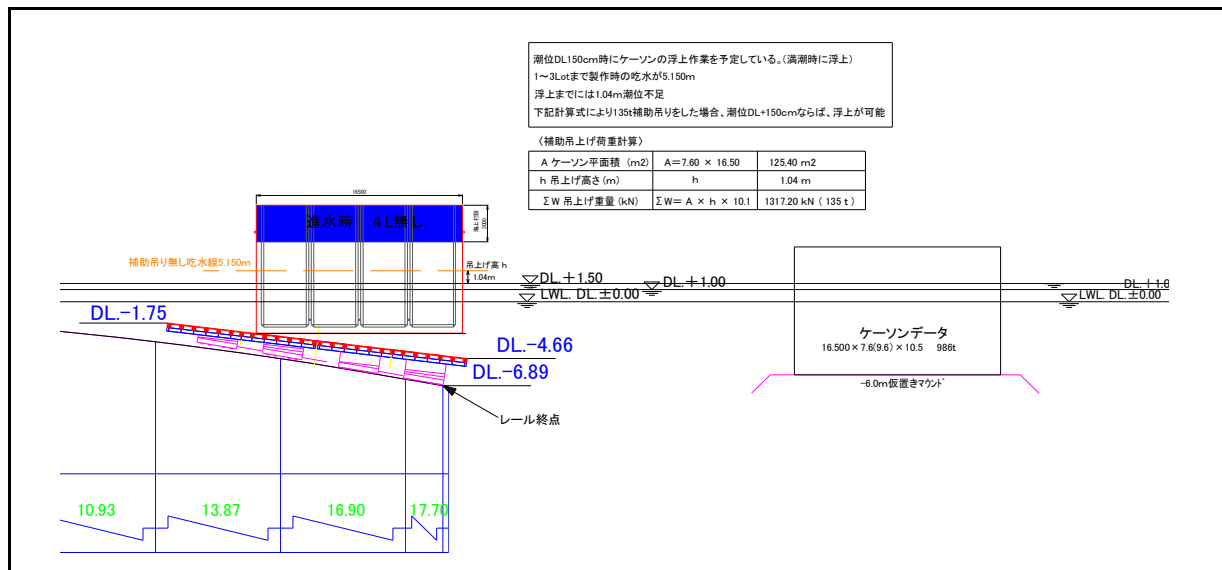 潮位DL150cm時にケーソンの浮上作業を予定している。(満潮時に浮上)
1～3Lotまで製作時の吃水が5.150m
浮上までには1.04m潮位不足
下記計算式により135t補助吊りをした場合、潮位DL+150cmならば、浮上が可能
〈補助吊上げ荷重計算〉
A ケーソン平面積 (m2) A=7.60 × 16.50 125.40 m2
h 吊上げ高さ(m) h 1.04 m
ΣW 吊上げ重量(kN) ΣW= A × h × 10.1 1317.20 kN ( 135 t )
16500
進水時 4L無し
3000
補助吊り無し吃水線5.150m
吊上げ高 h
1.04m
DL.+1.50
DL.+1.00
LWL. DL.±0.00
DL.+1.0
LWL. DL.±0.00
DL.-1.75
DL.-4.66
DL.-6.89
レール終点
ケーソンデータ
16.500×7.6(9.6)×10.5 986t
-6.0m仮置きマウンド
10.93
13.87
16.90
17.70